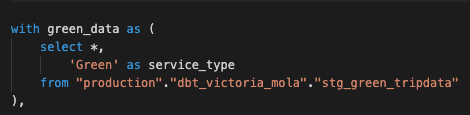 with green_data as (
select *,
'Green' as service_type
from "production"."dbt_victoria_mola"."stg_green_tripdata"
),